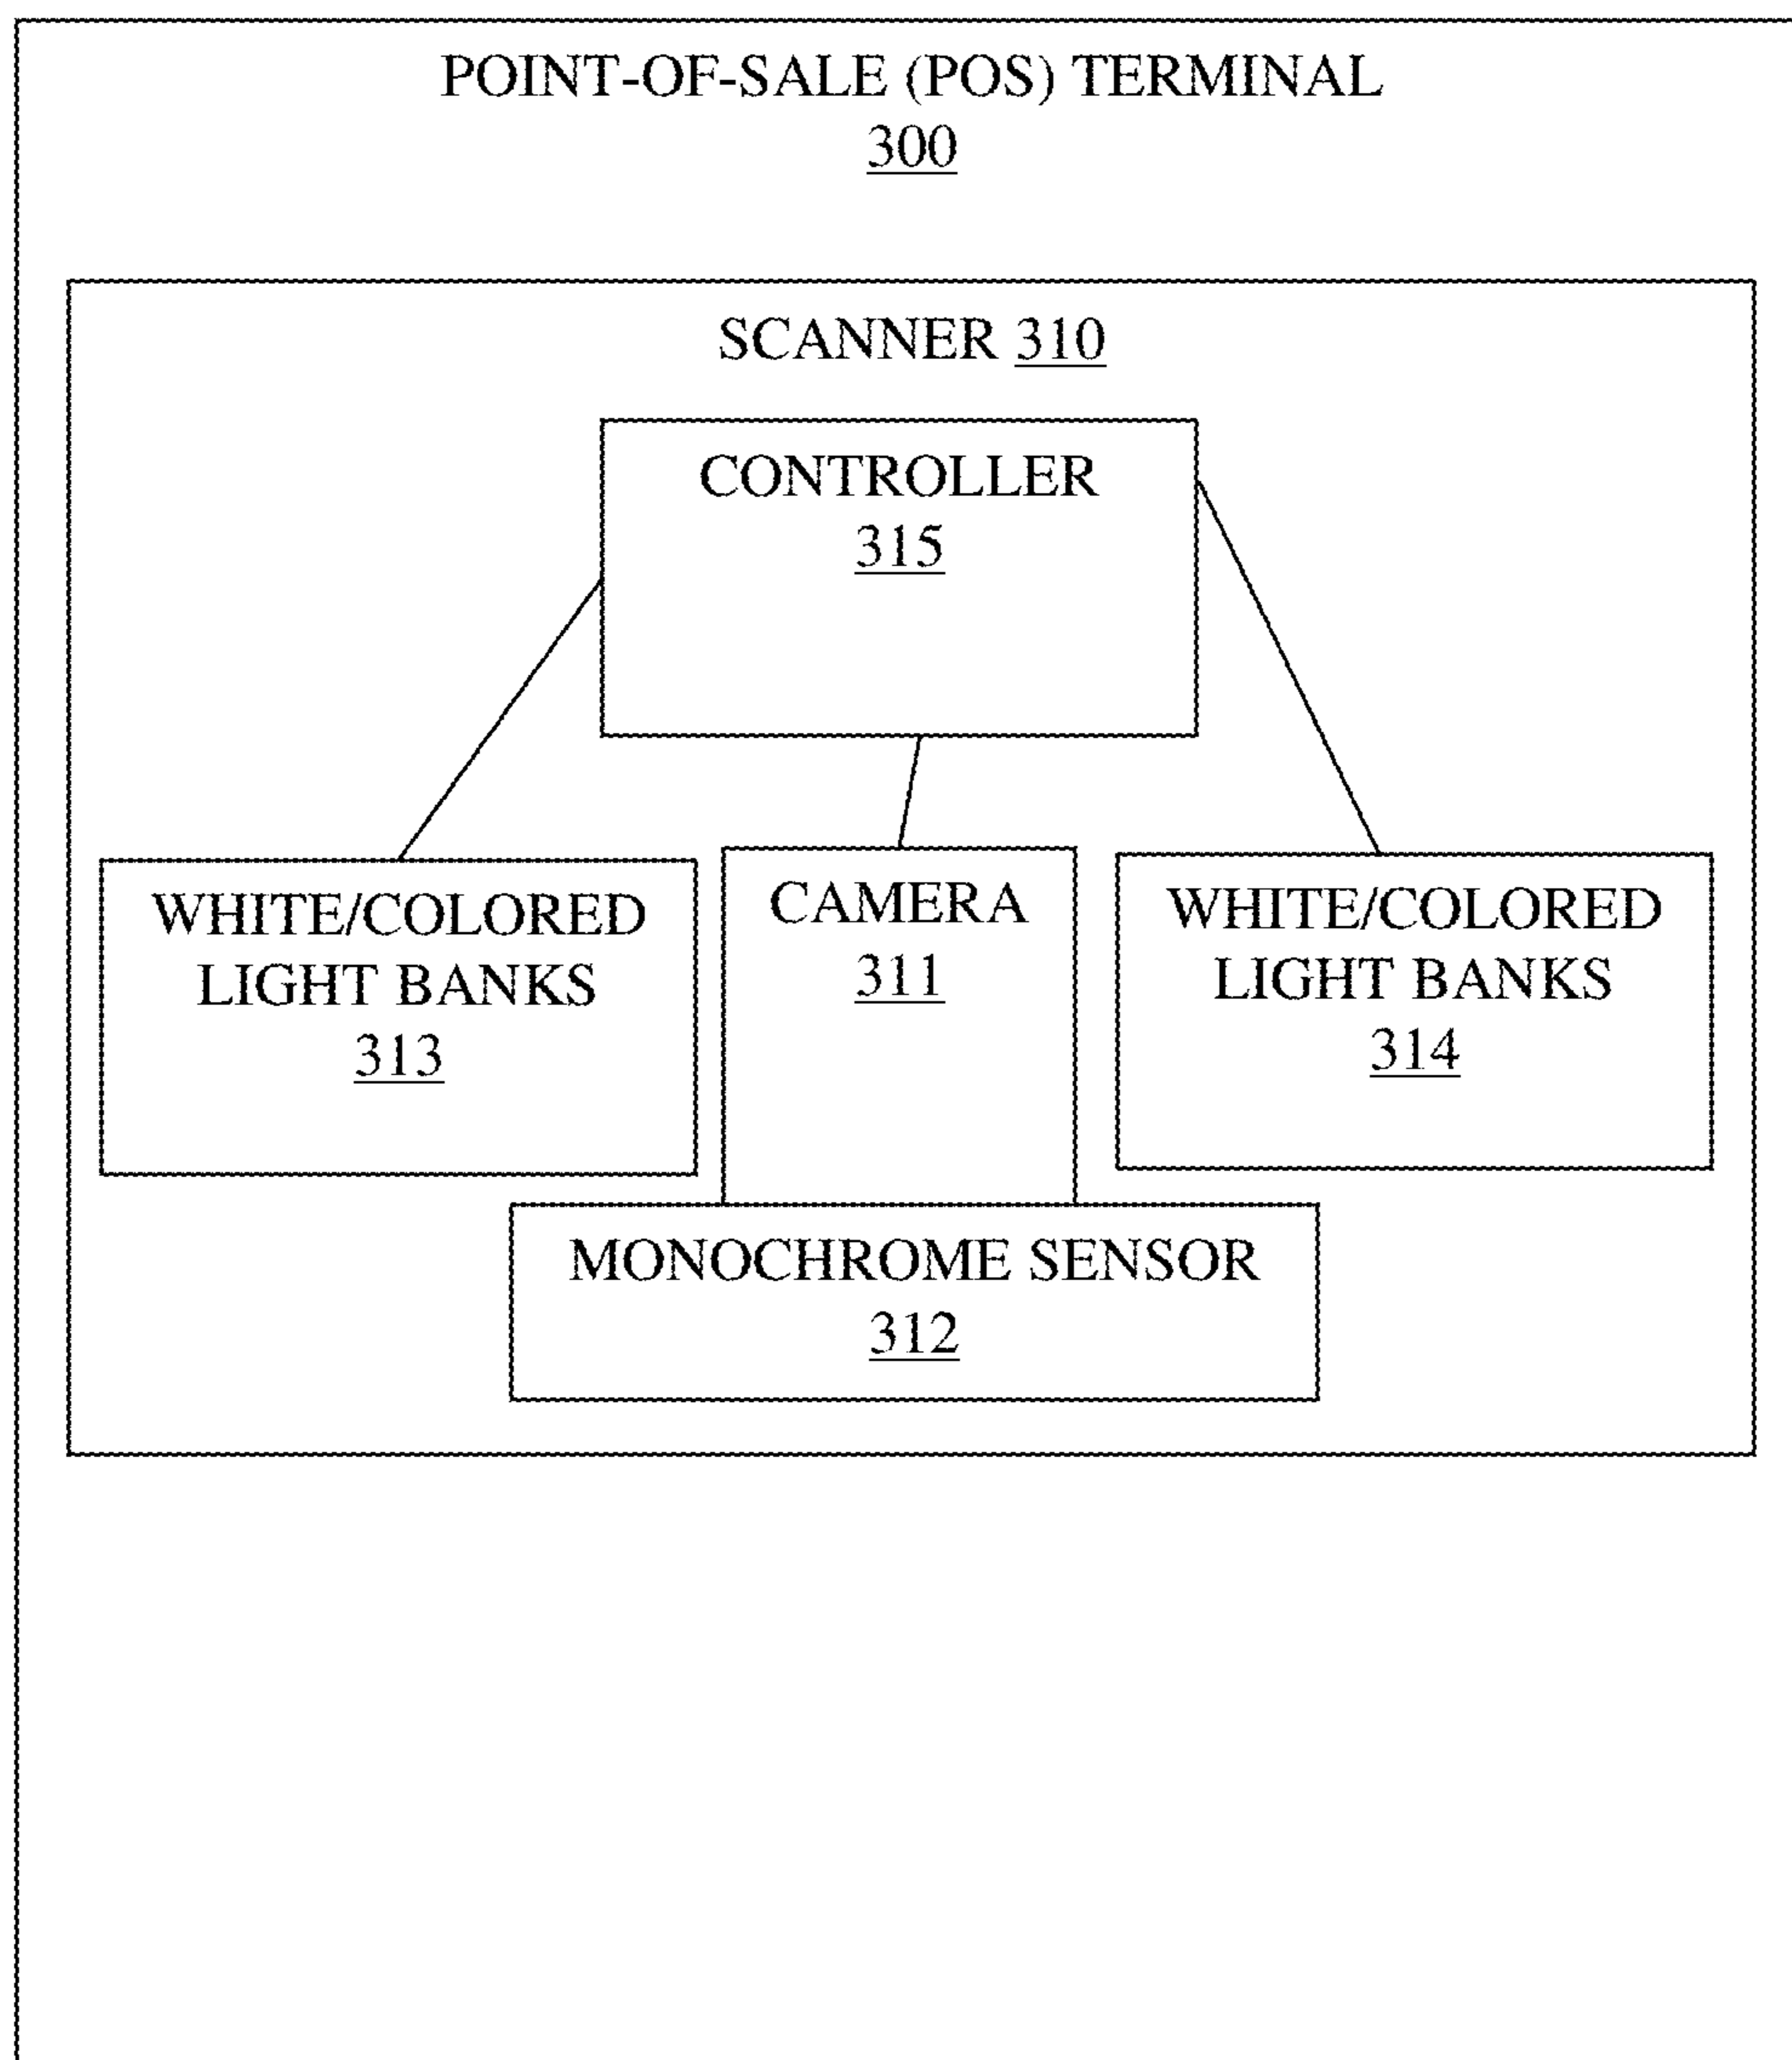 POINT-OF-SALE (POS) TERMINAL
300
SCANNER 310
CONTROLLER
315
WHITE/COLORED
LIGHT BANKS
313
CAMERA
311
WHITE/COLORED
LIGHT BANKS
314
MONOCHROME SENSOR
312